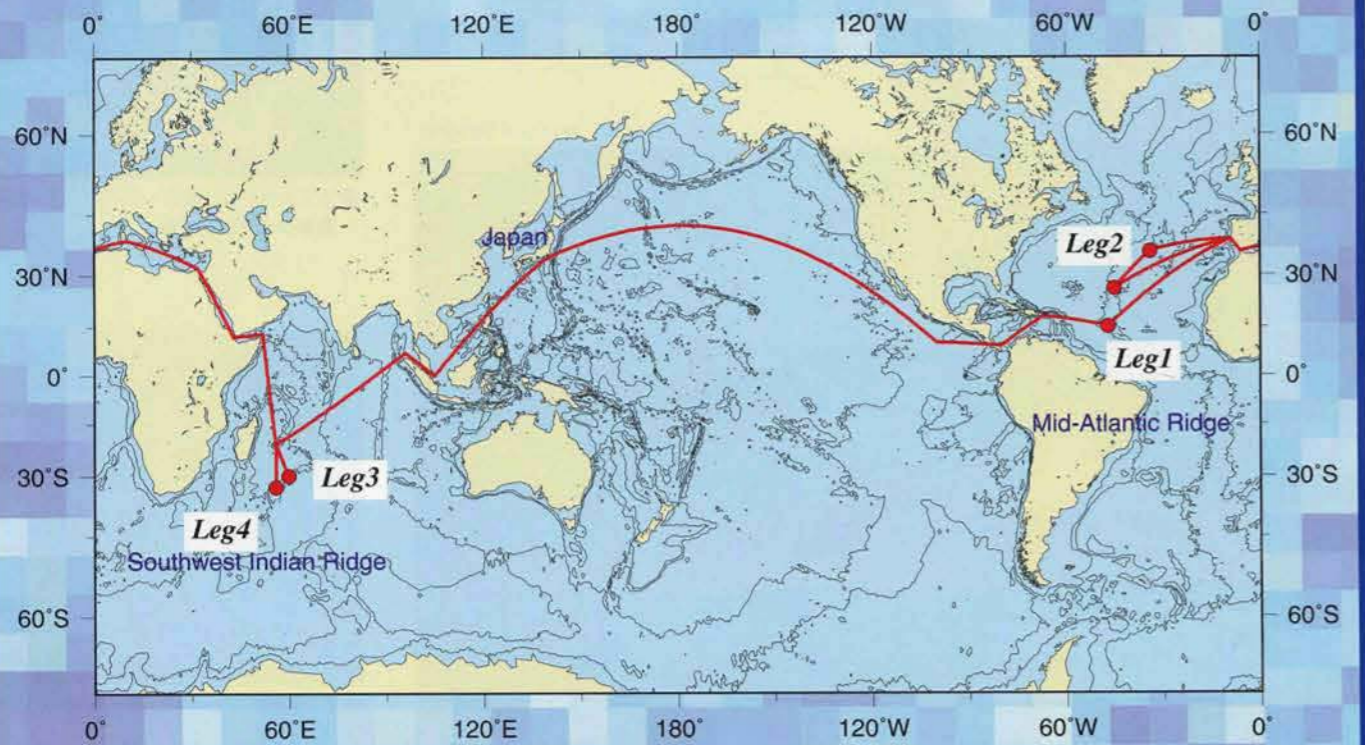 0° 60°E 120°E 180° 120°W 60°W 0°
60°N 60°N
Japan
Leg2
30°N 30°N
Leg1
0° 0°
Mid-Atlantic Ridge
30°S Leg3 30°S
Leg4
Southwest Indian Ridge
60°S 60°S
0° 60°E 120°E 180° 120°W 60°W 0°